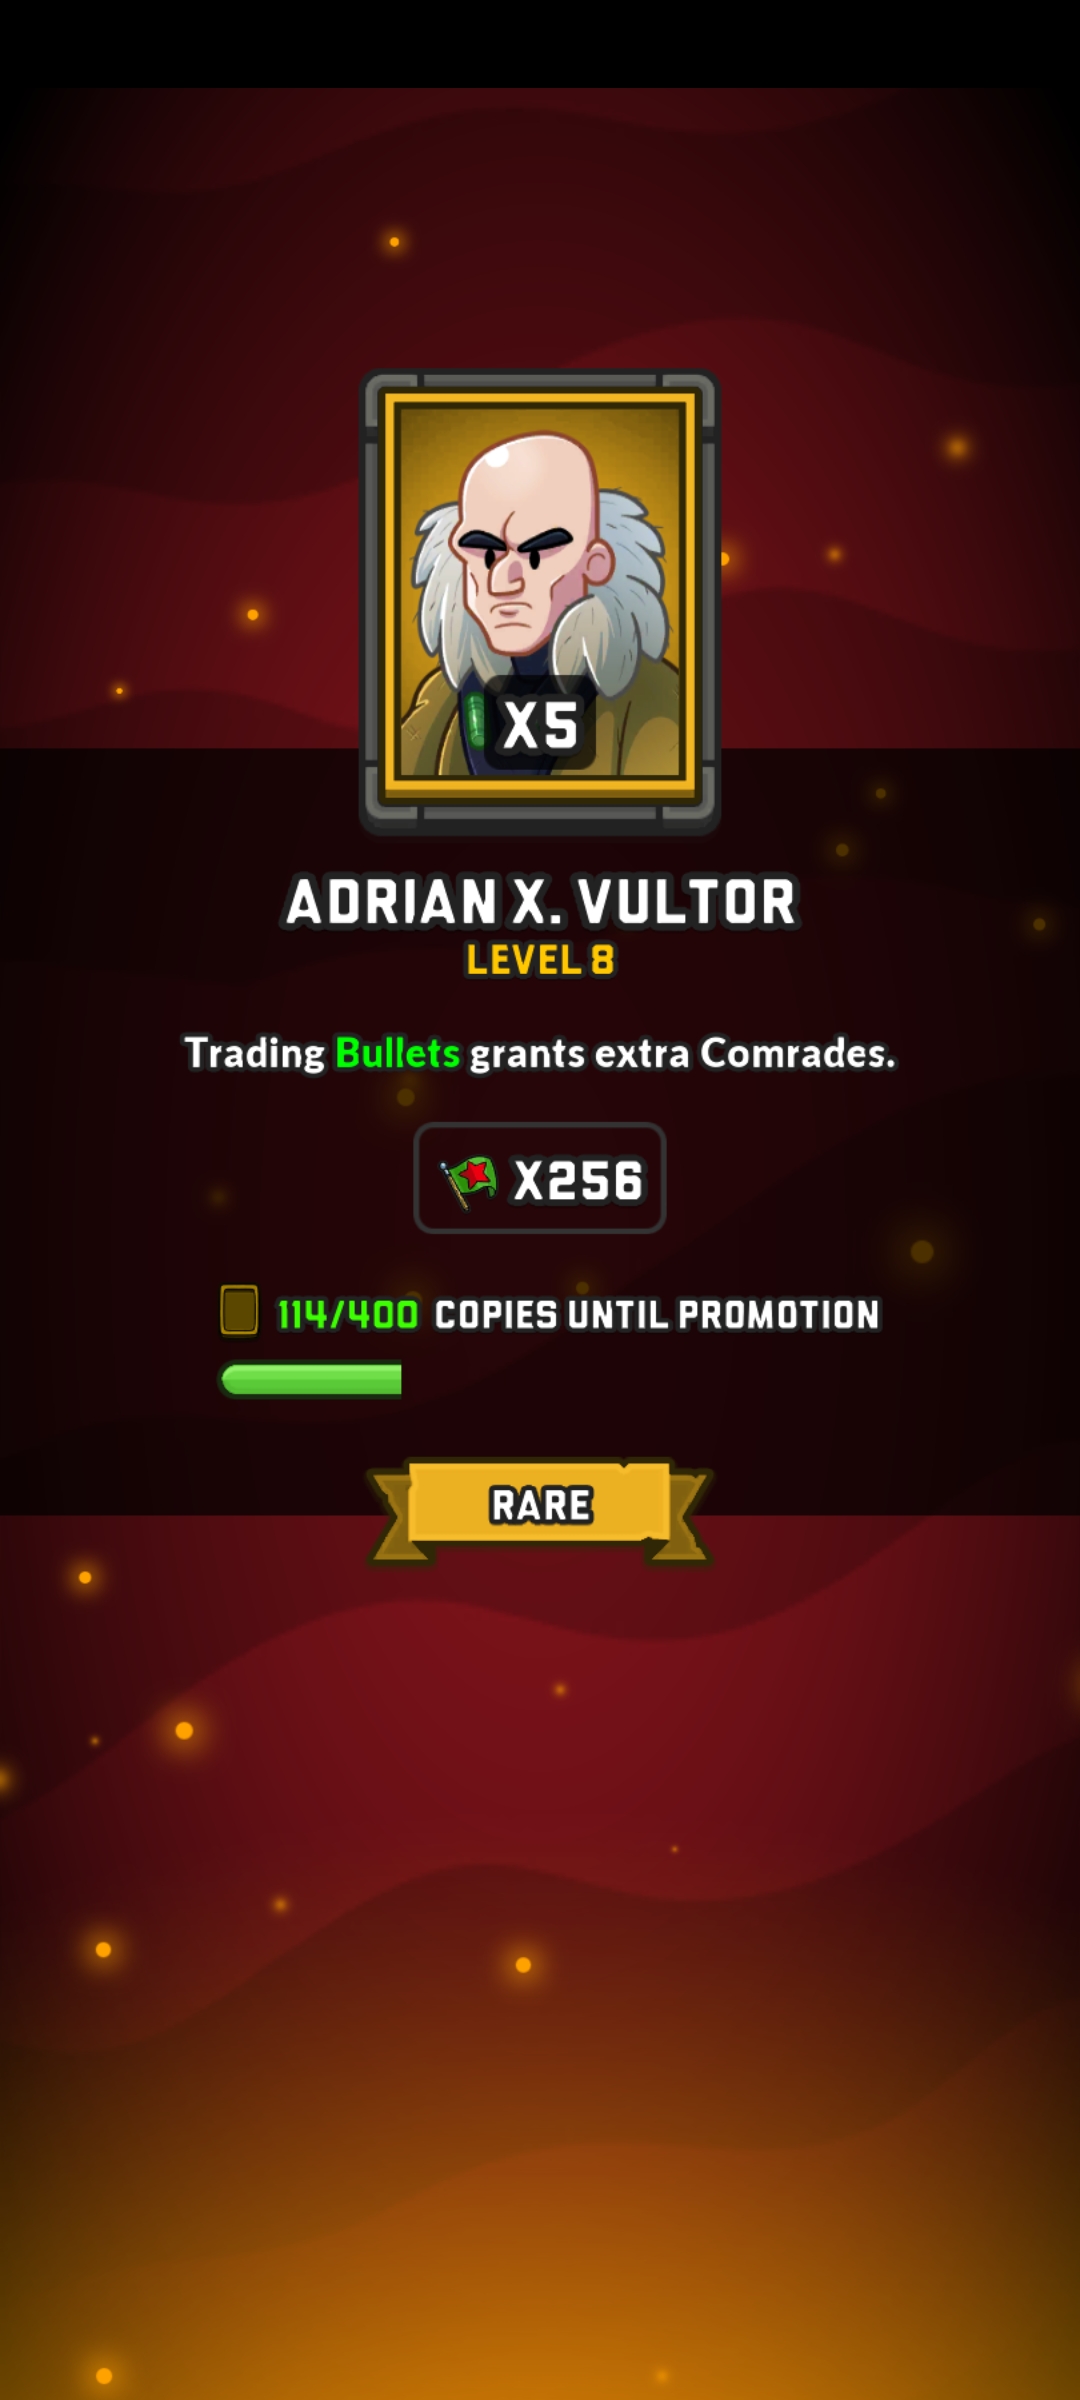 X5
ADRIAN X. VULTOR
LEVEL 8
Trading Bullets grants extra Comrades.
X256
114/400 COPIES UNTIL PROMOTION
RARE